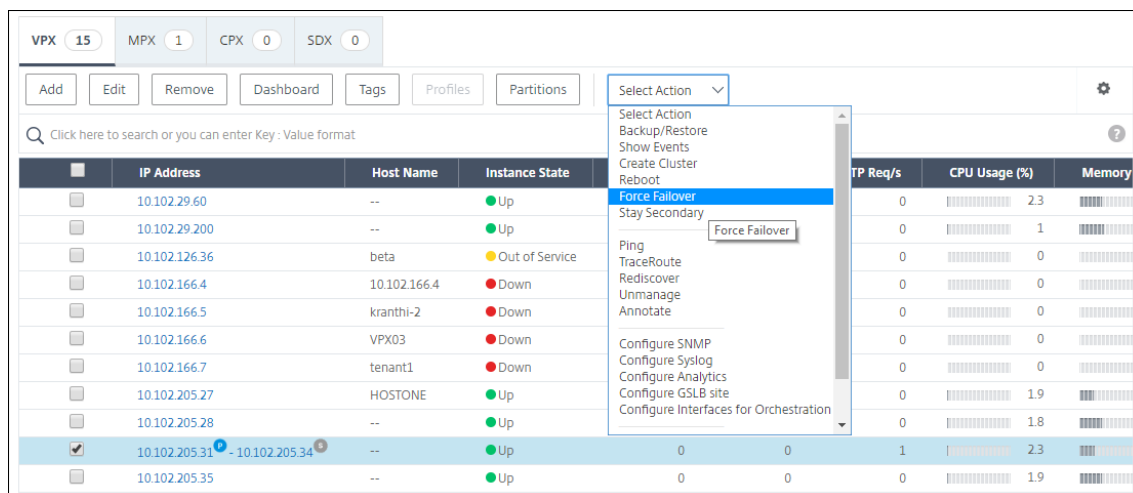 VPX 15 MPX 1 CPX 0 SDX 0
Add Edit Remove Dashboard Tags Profiles Partitions Select Action
Click here to search or you can enter Key : Value format ?
Select Action
Backup/Restore
Show Events
Create Cluster
Reboot
Force Failover
Stay Secondary
Force Failover
Ping
TraceRoute
Rediscover
Unmanage
Annotate
Configure SNMP
Configure Syslog
Configure Analytics
Configure GSLB site
Configure Interfaces for Orchestration
IP Address Host Name Instance State TP Req/s CPU Usage (%) Memory
10.102.29.60 -- Up 0 2.3
10.102.29.200 -- Up 0 1
10.102.126.36 beta Out of Service 0 0
10.102.166.4 10.102.166.4 Down 0 0
10.102.166.5 kranthi-2 Down 0 0
10.102.166.6 VPX03 Down 0 0
10.102.166.7 tenant1 Down 0 0
10.102.205.27 HOSTONE Up 0 1.9
10.102.205.28 -- Up 0 1.8
10.102.205.31 P - 10.102.205.34 S -- Up 0 0 1 2.3
10.102.205.35 -- Up 0 0 0 1.9